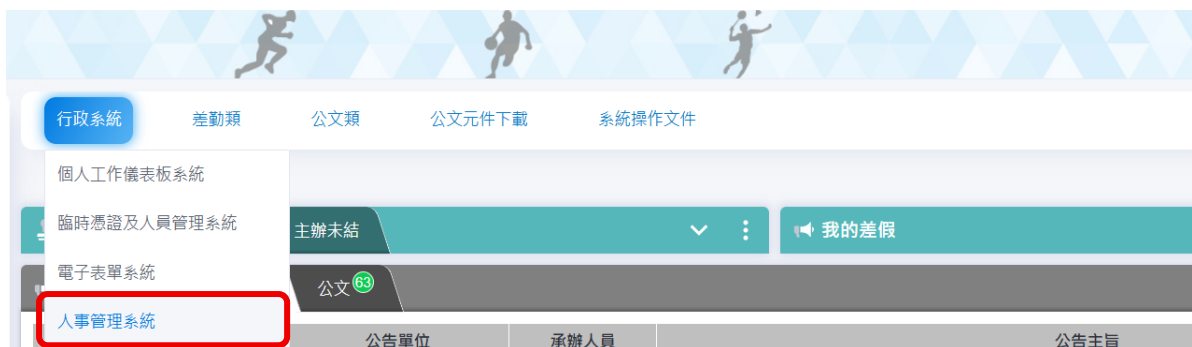 行政系統 差勤類 公文類 公文元件下載 系統操作文件
個人工作儀表板系統
臨時憑證及人員管理系統
主辦未結 我的差假
電子表單系統
公文 63
人事管理系統
公告單位 承辦人員 公告主旨